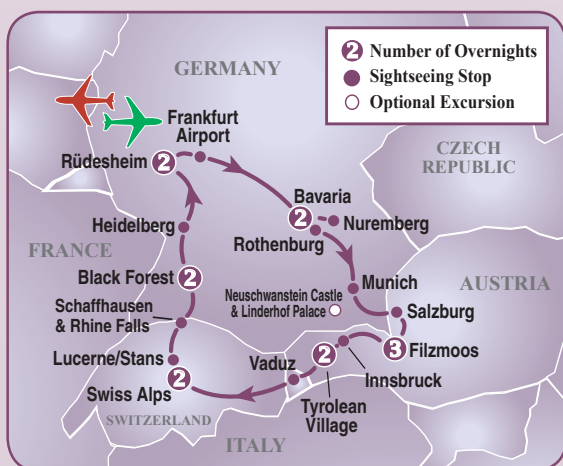 2 Number of Overnights
Sightseeing Stop
Optional Excursion
GERMANY
CZECH
REPUBLIC
FRANCE
AUSTRIA
SWITZERLAND
ITALY
Frankfurt
Airport
Rüdesheim
2
Bavaria
2
Nuremberg
Rothenburg
Heidelberg
Black Forest
2
Munich
Neuschwanstein Castle
& Linderhof Palace
Salzburg
Schaffhausen
& Rhine Falls
3
Filzmoos
Lucerne/Stans
Vaduz
2
Innsbruck
Swiss Alps
2
Tyrolean
Village